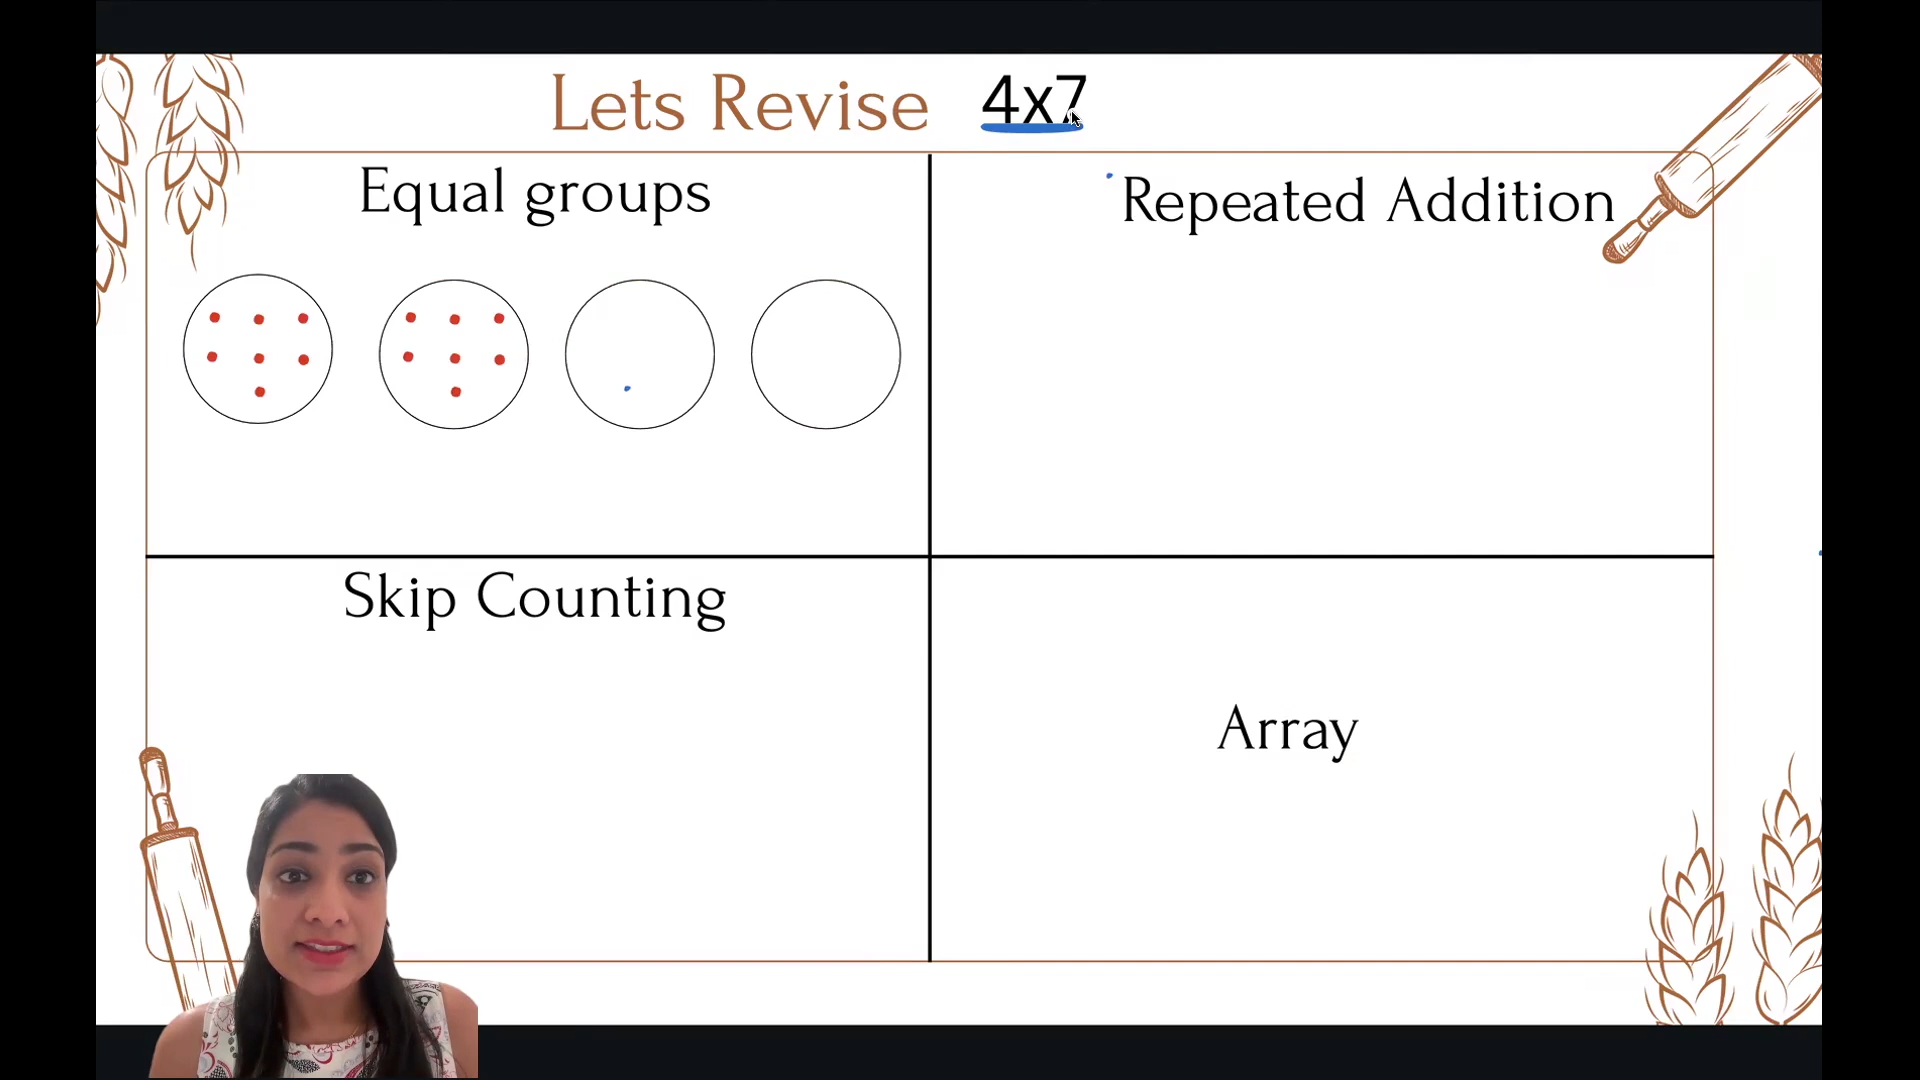 Lets Revise 4x7
Equal groups
Repeated Addition
Skip Counting
Array